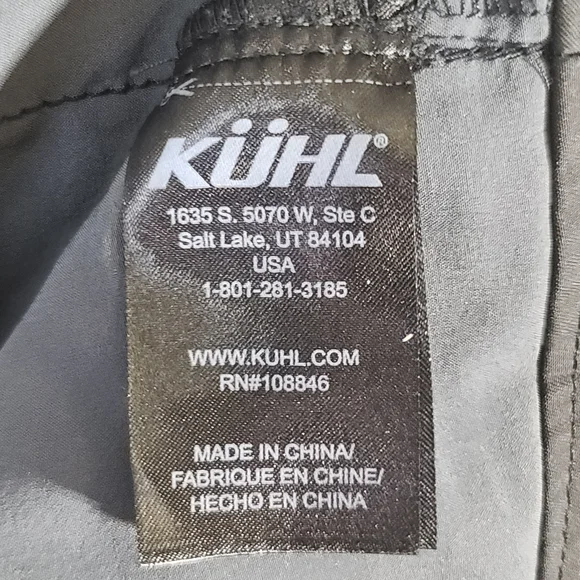 KÜHL®
1635 S. 5070 W, Ste C
Salt Lake, UT 84104
USA
1-801-281-3185
WWW.KUHL.COM
RN#108846
MADE IN CHINA/
FABRIQUE EN CHINE/
HECHO EN CHINA